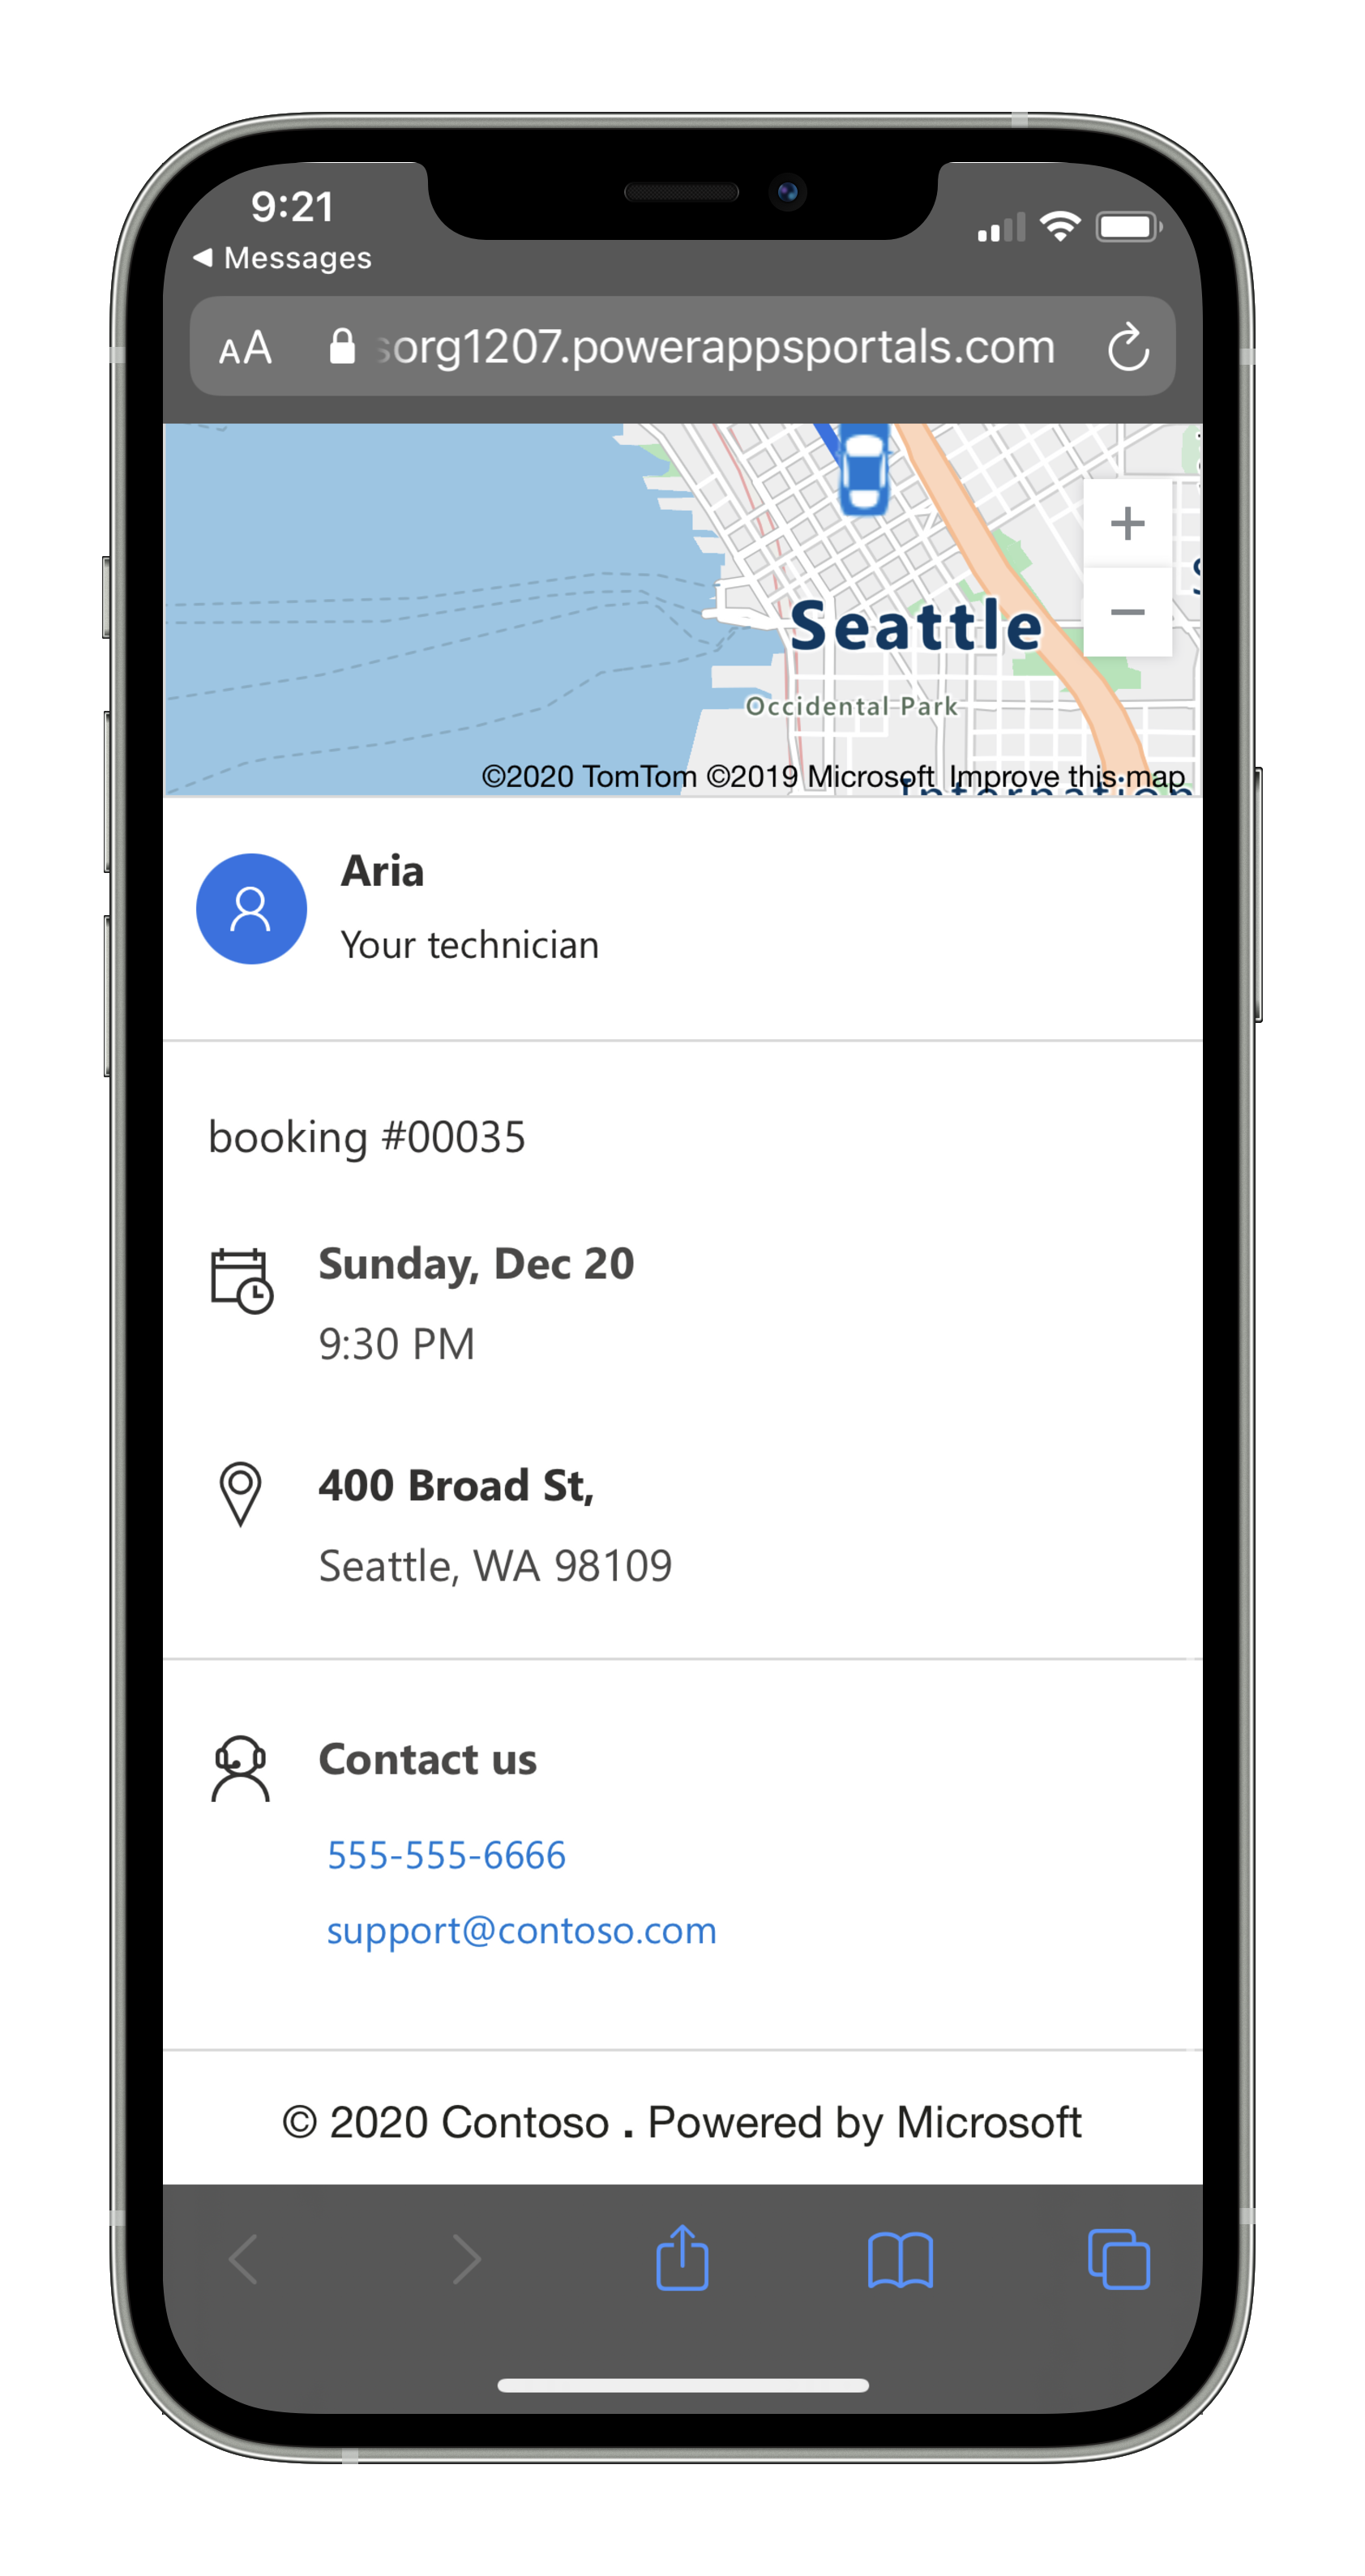 9:21
Messages
AA sorg1207.powerappsportals.com
Seattle
Occidental Park
©2020 TomTom ©2019 Microsoft Improve this map
Aria
Your technician
booking #00035
Sunday, Dec 20
9:30 PM
400 Broad St,
Seattle, WA 98109
Contact us
555-555-6666
support@contoso.com
© 2020 Contoso . Powered by Microsoft